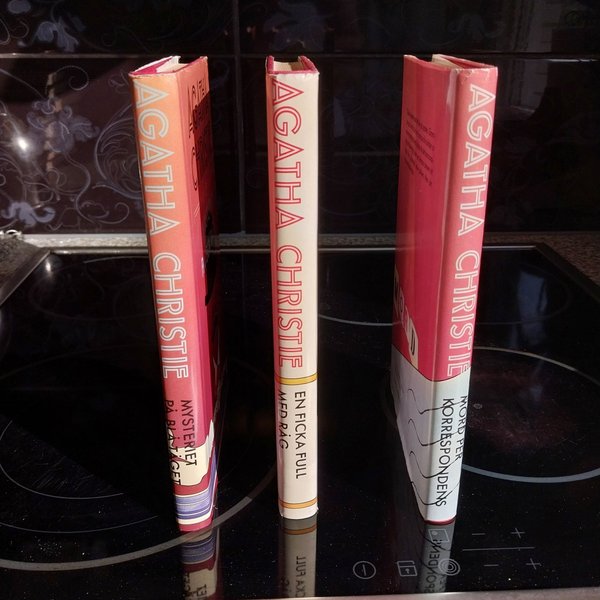 AGATHA CHRISTIE
MYSTERIET
PÅ BLÅ TÅGET
AGATHA CHRISTIE
EN FICKA FULL
MED RÅG
AGATHA CHRISTIE
MORD PER
KORRESPONDENS